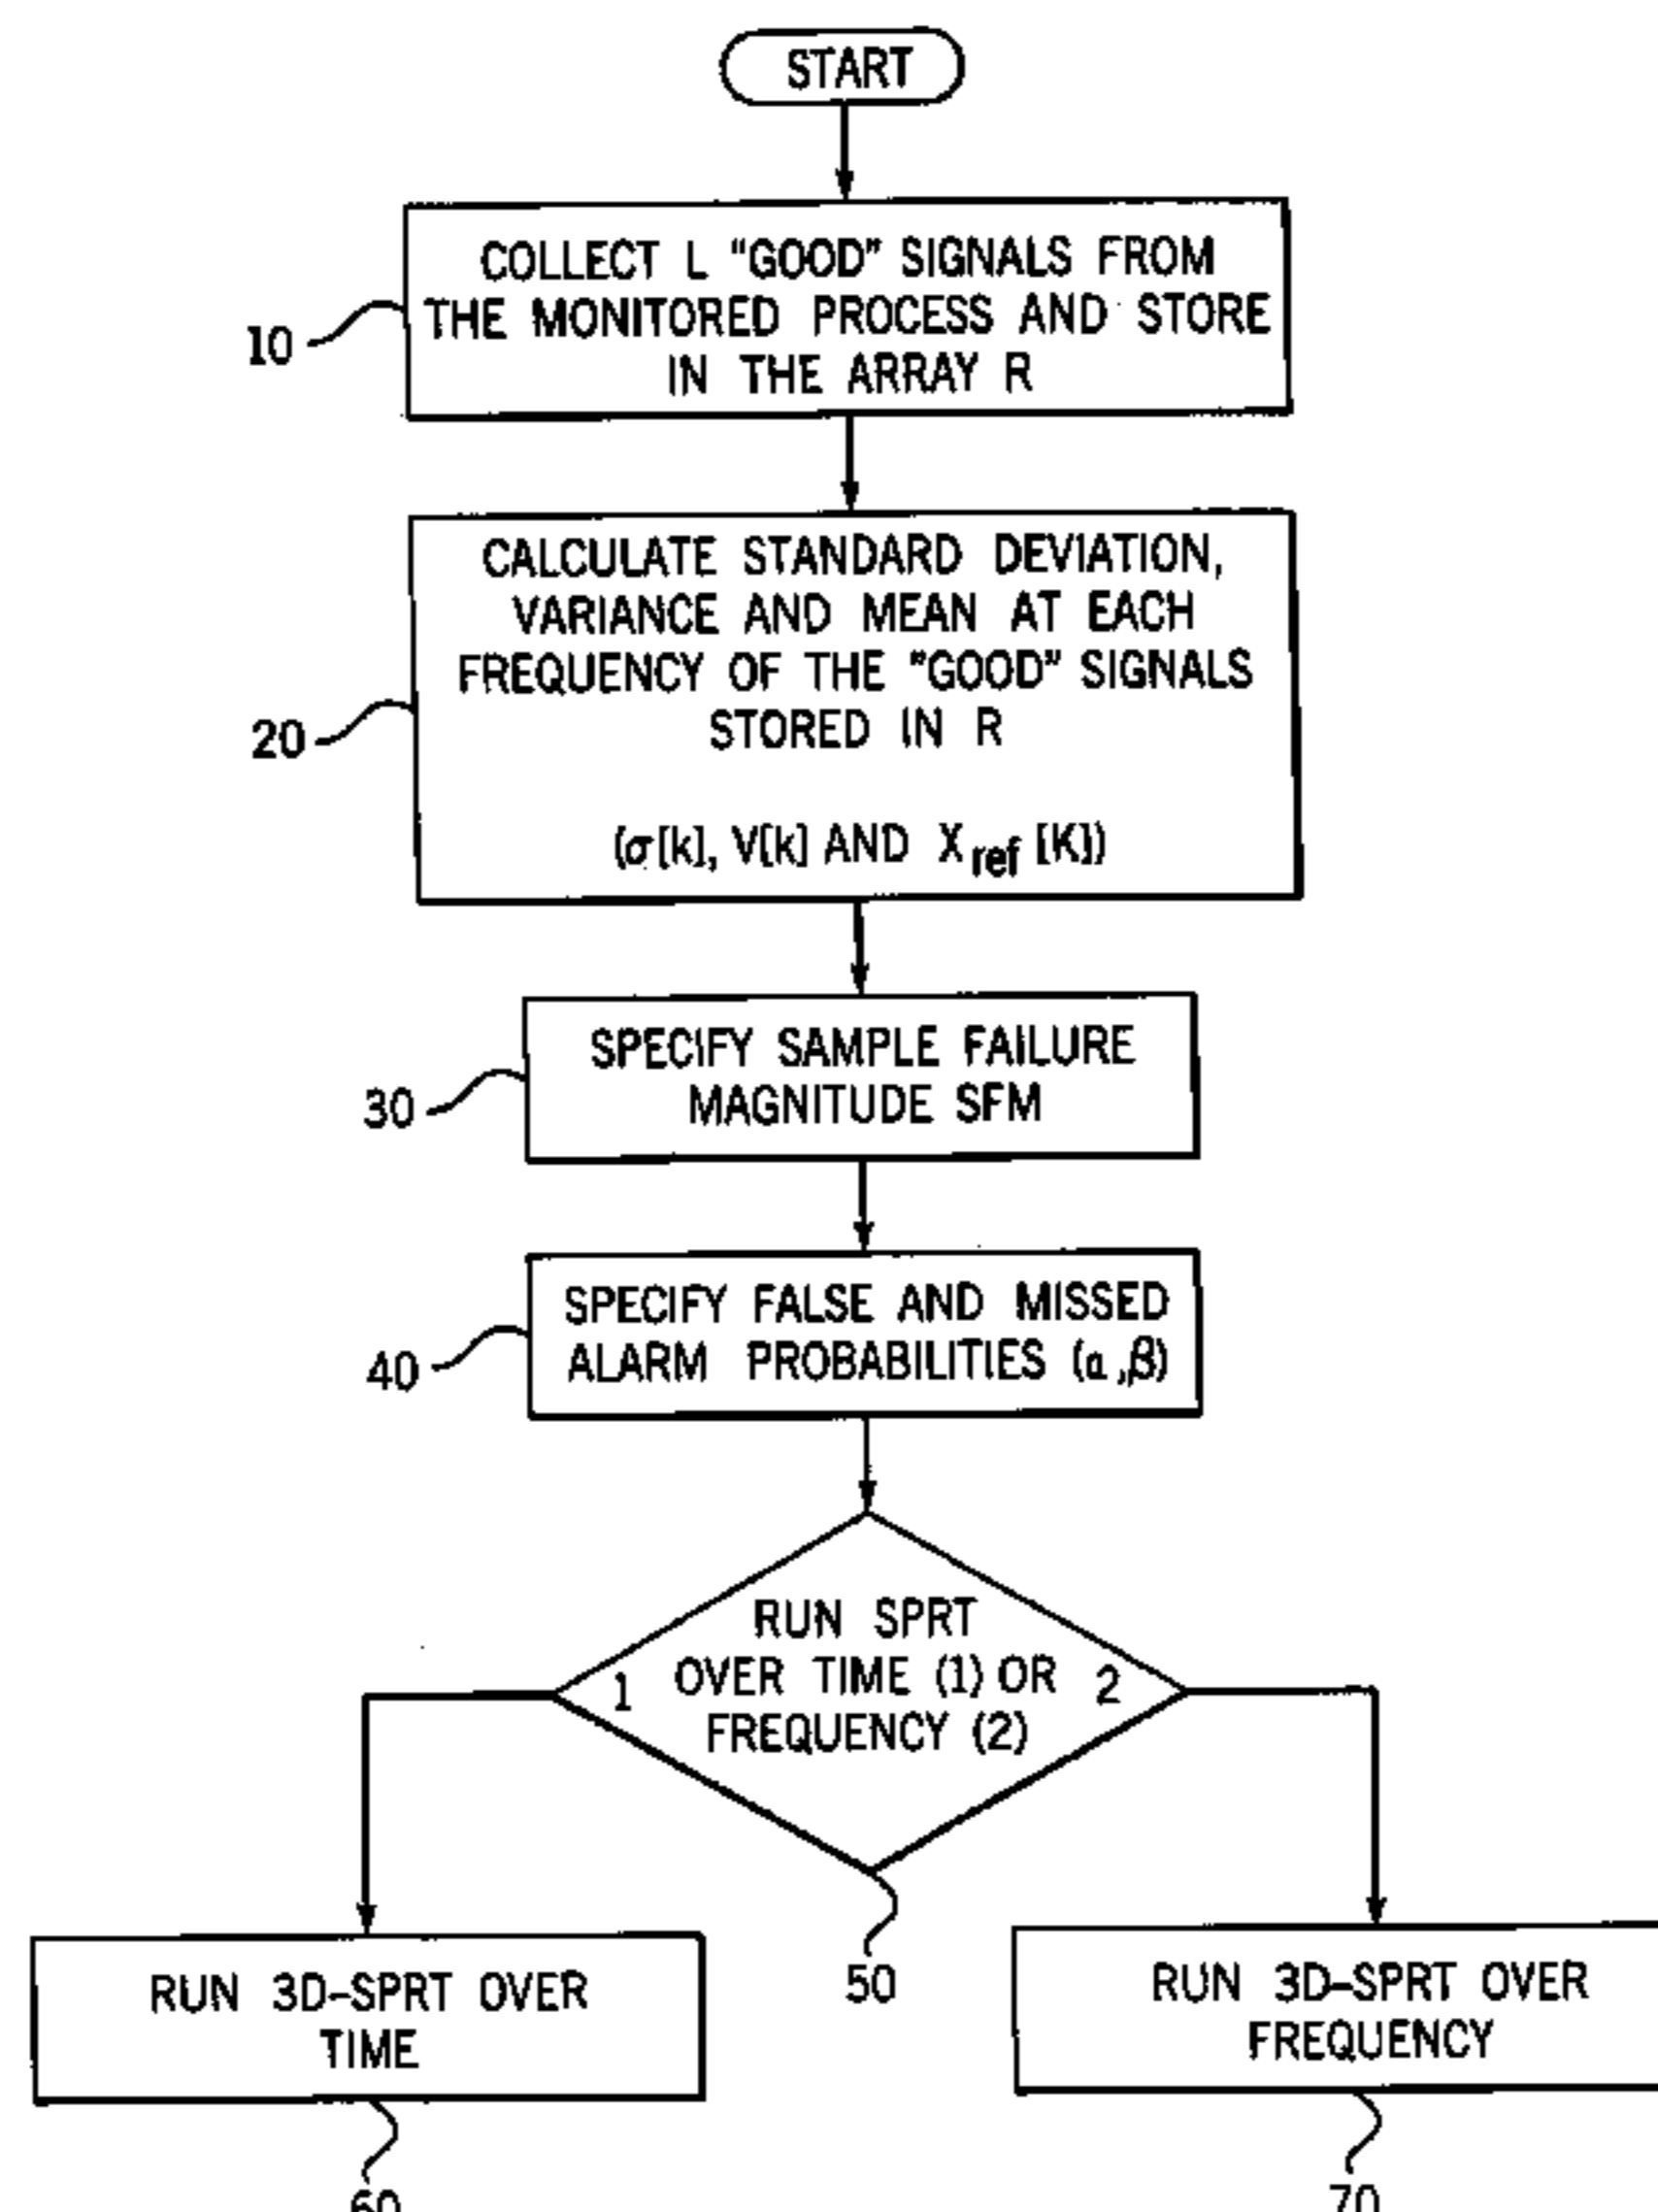 START
COLLECT L "GOOD" SIGNALS FROM
THE MONITORED PROCESS AND STORE
IN THE ARRAY R
10
CALCULATE STANDARD DEVIATION,
VARIANCE AND MEAN AT EACH
FREQUENCY OF THE "GOOD" SIGNALS
STORED IN R
(σ[k], V[k] AND Xref [K])
20
SPECIFY SAMPLE FAILURE
MAGNITUDE SFM
30
SPECIFY FALSE AND MISSED
ALARM PROBABILITIES (α,β)
40
RUN SPRT
1 OVER TIME (1) OR 2
FREQUENCY (2)
50
RUN 3D-SPRT OVER
TIME
60
RUN 3D-SPRT OVER
FREQUENCY
70